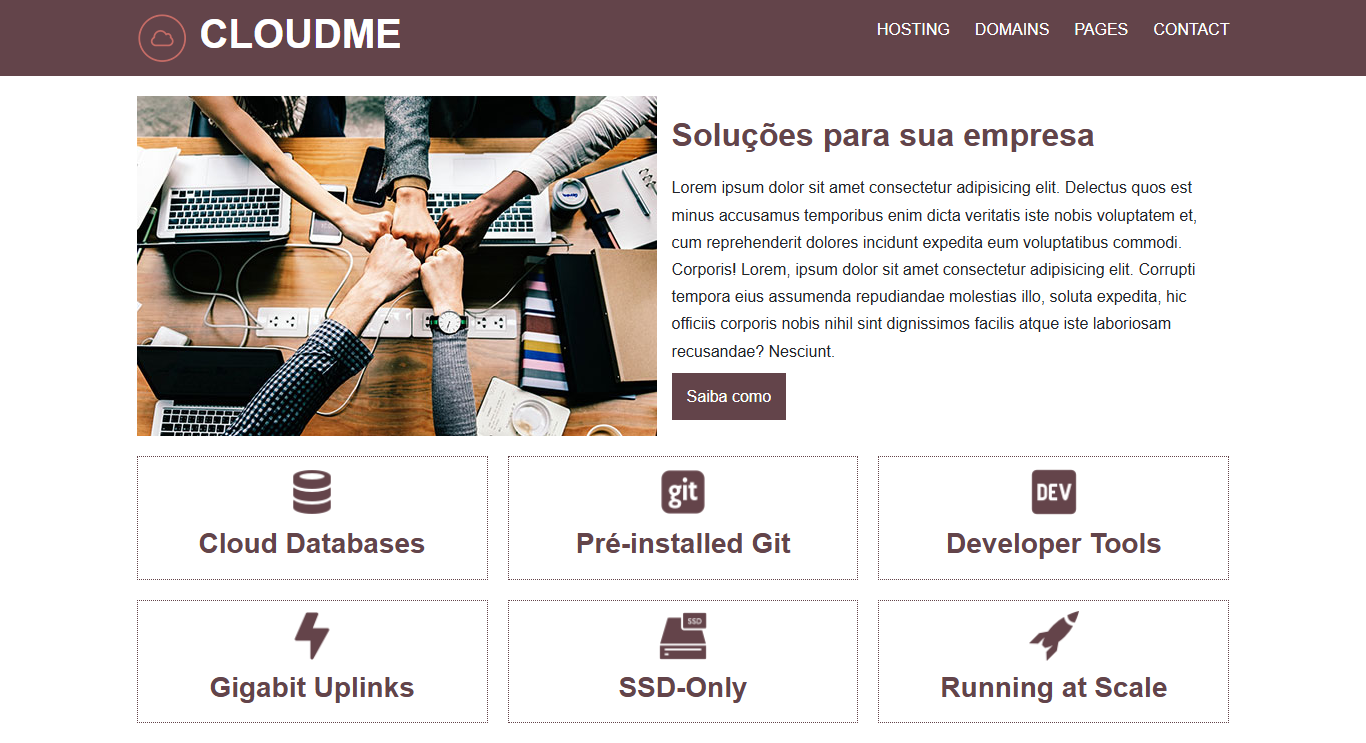 CLOUDME
HOSTING DOMAINS PAGES CONTACT
Soluções para sua empresa
Lorem ipsum dolor sit amet consectetur adipisicing elit. Delectus quos est
minus accusamus temporibus enim dicta veritatis iste nobis voluptatem et,
cum reprehenderit dolores incidunt expedita eum voluptatibus commodi.
Corporis! Lorem, ipsum dolor sit amet consectetur adipisicing elit. Corrupti
tempora eius assumenda repudiandae molestias illo, soluta expedita, hic
officiis corporis nobis nihil sint dignissimos facilis atque iste laboriosam
recusandae? Nesciunt.
Saiba como
git
DEV
Cloud Databases
Pré-installed Git
Developer Tools
SSD
Gigabit Uplinks
SSD-Only
Running at Scale